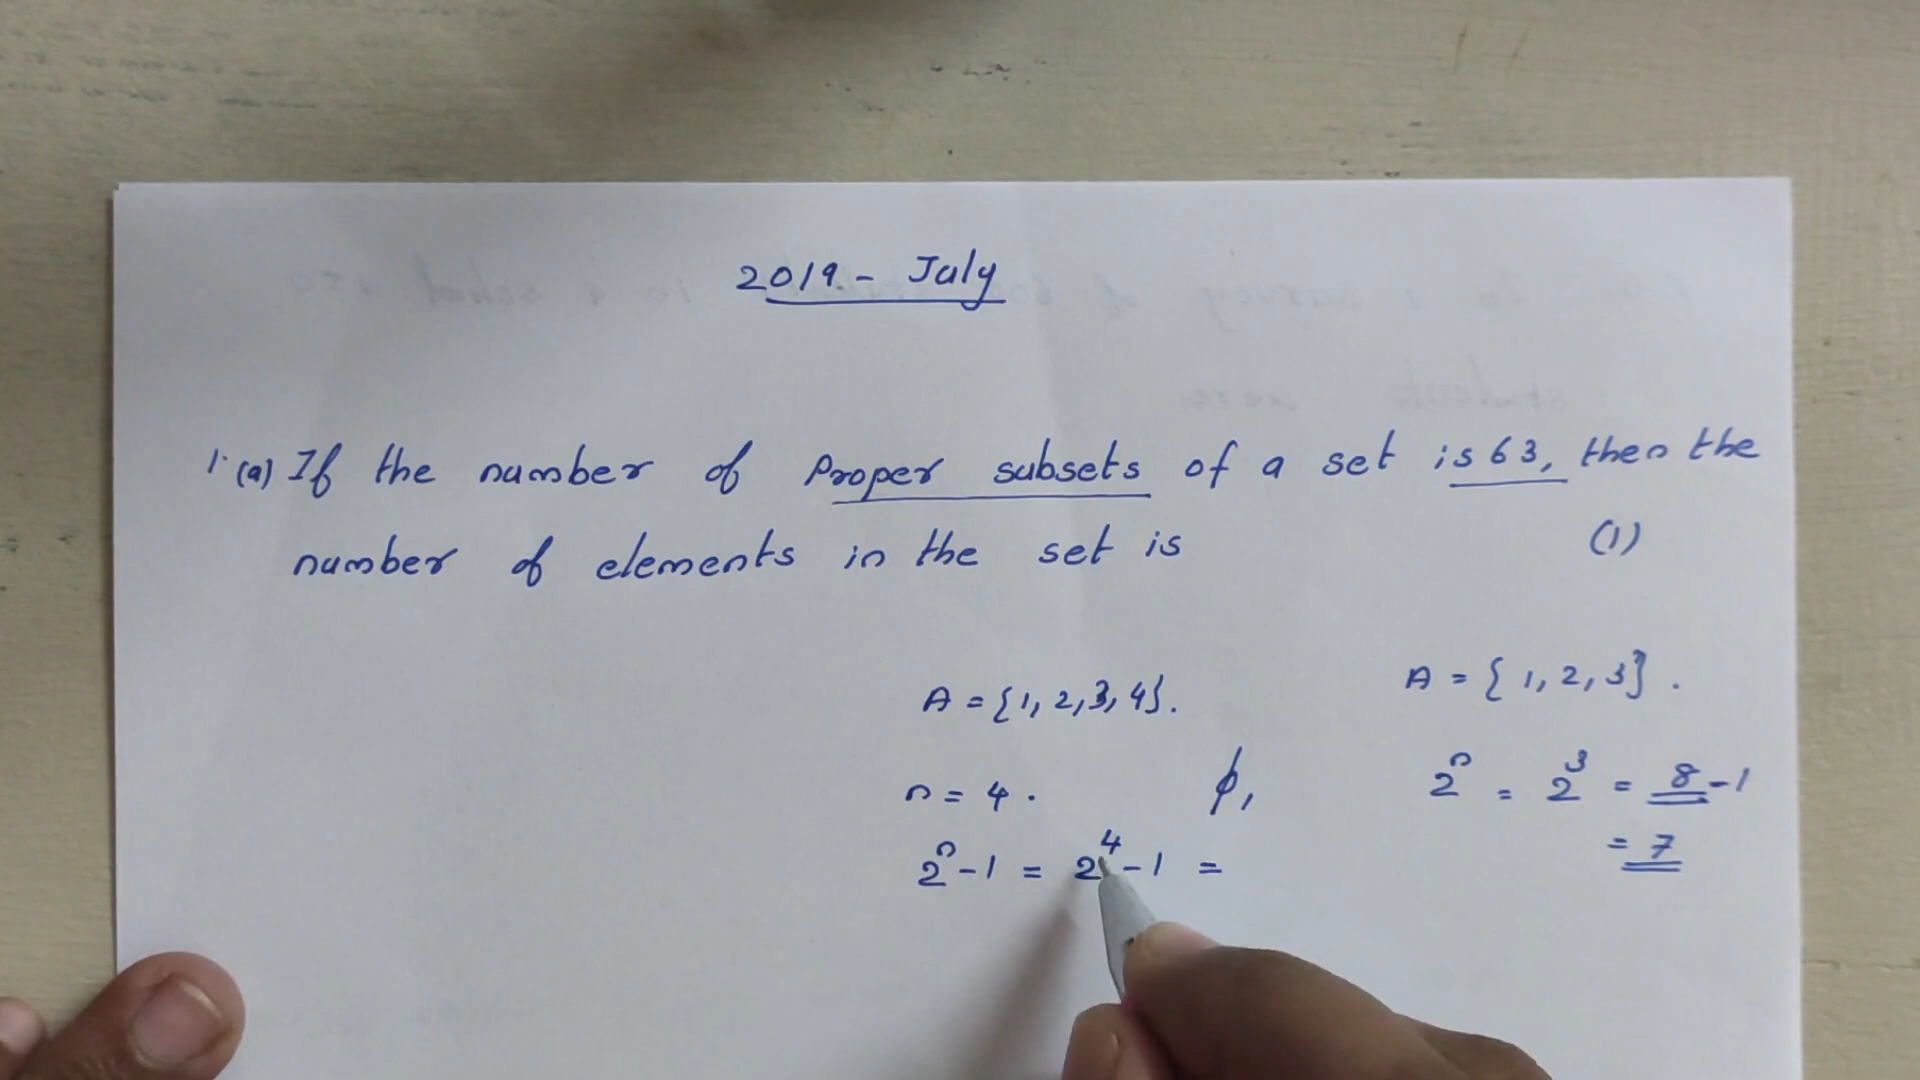 2019 - July
1. (a) If the number of Proper subsets of a set is 63, then the
number of elements in the set is (1)
A = {1, 2, 3, 4}.
n = 4 .
ϕ,
2ⁿ - 1 = 2⁴ - 1 =
A = { 1, 2, 3} .
2ⁿ = 2³ = 8 - 1
= 7